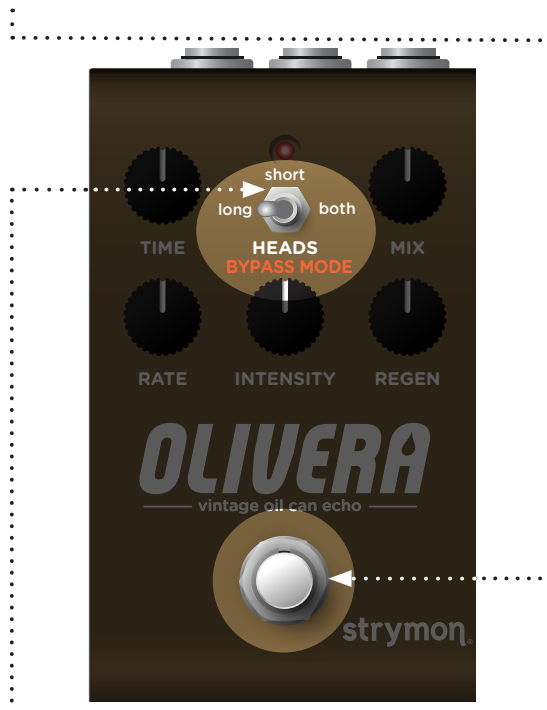 short
long both
HEADS
TIME MIX
BYPASS MODE
RATE INTENSITY REGEN
OLIVERA
vintage oil can echo
strymon®